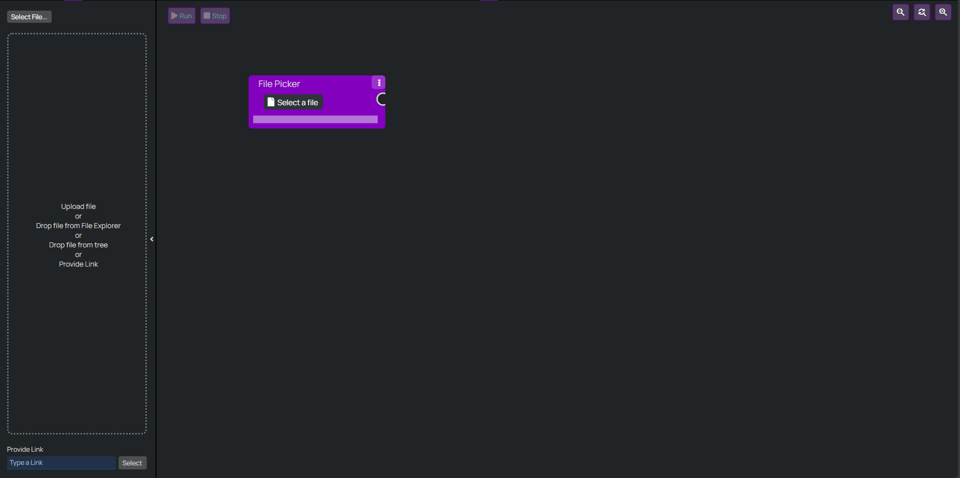 Select File...
Upload file
or
Drop file from File Explorer
or
Drop file from tree
or
Provide Link
Provide Link
Type a Link
Select
Run
Stop
File Picker
Select a file